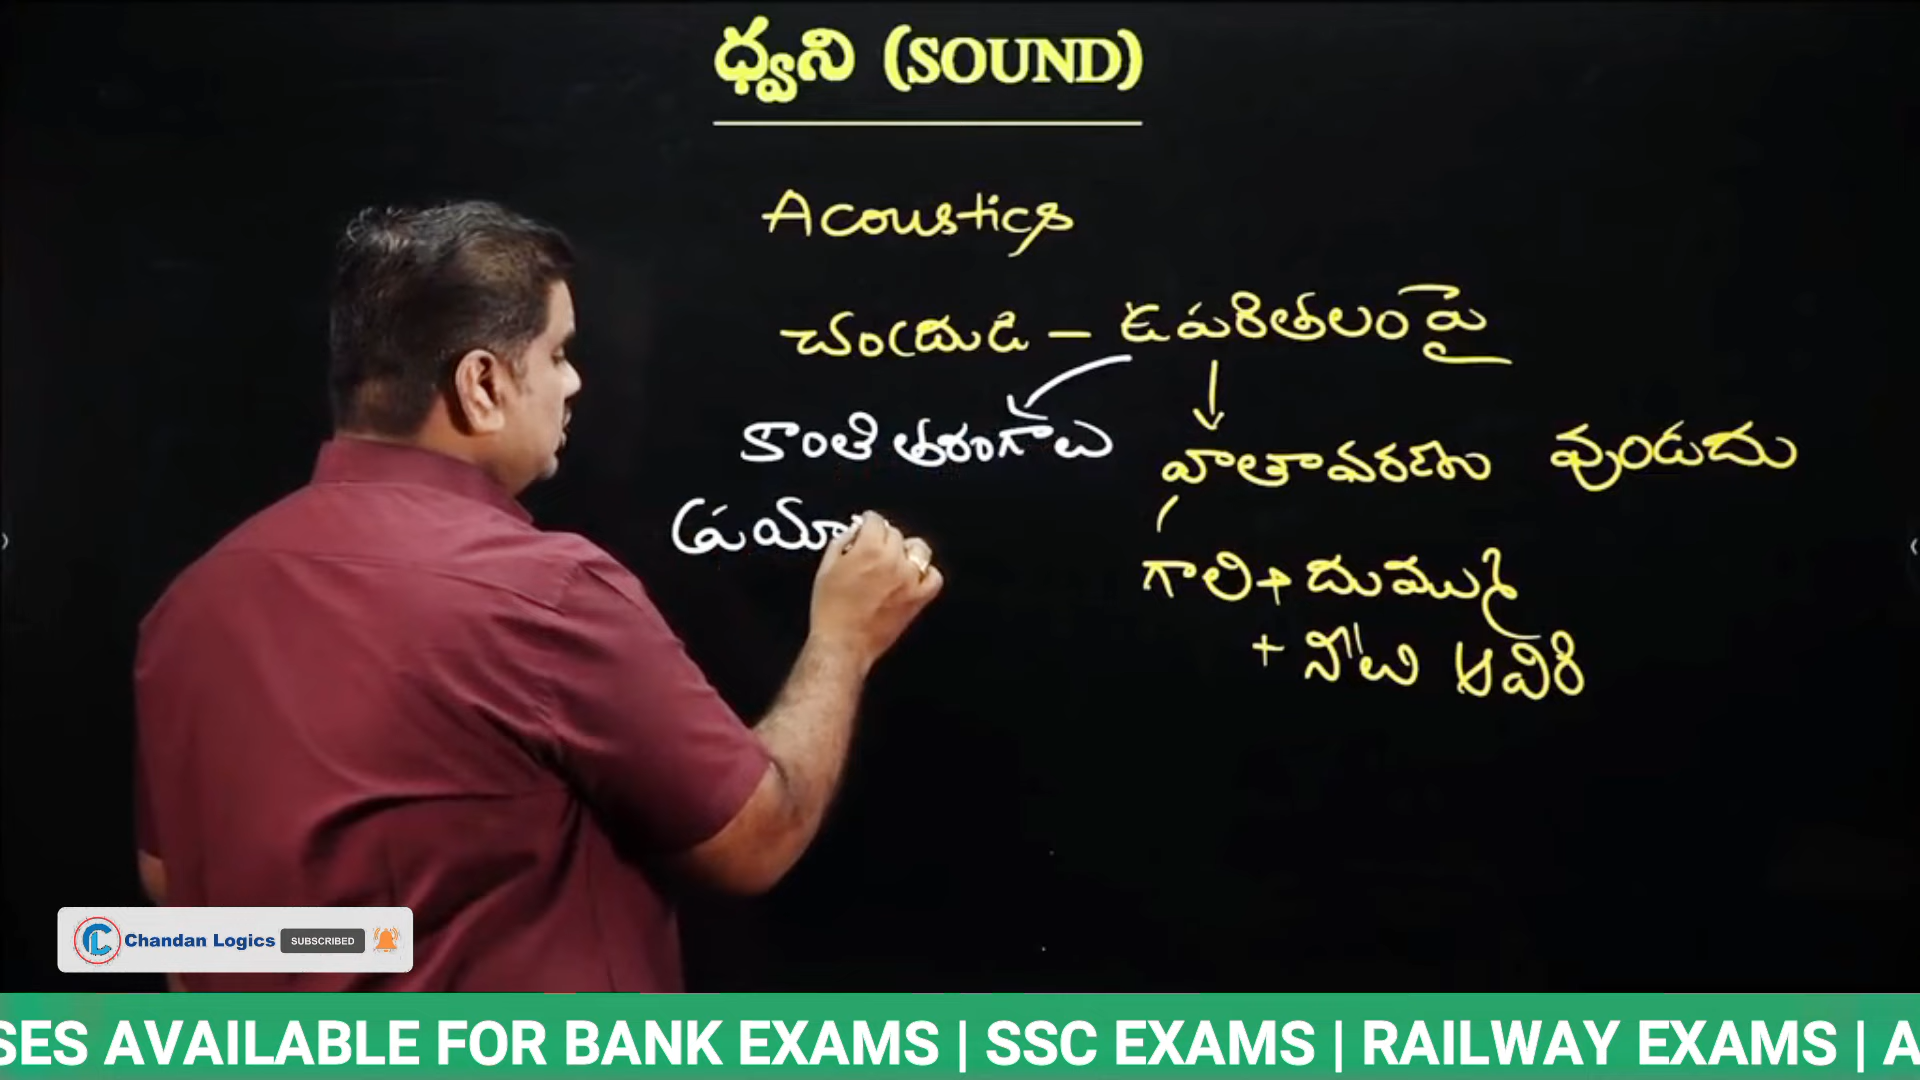 ధ్వని (SOUND)
Acoustics
చంద్రుడి – ఉపరితలంపై
కాంతి తరంగాలు
వాతావరణం వుండదు
ప్రయా
గాలి + దుమ్ము
+ నీటి ఆవిరి
Chandan Logics SUBSCRIBED
SES AVAILABLE FOR BANK EXAMS | SSC EXAMS | RAILWAY EXAMS | A